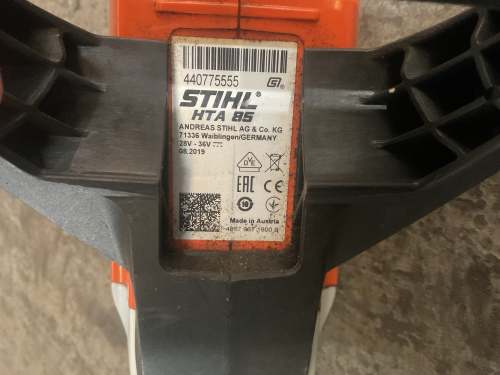 440775555
STIHL®
HTA 85
ANDREAS STIHL AG & Co. KG
71336 Waiblingen/GERMANY
28V - 36V
08.2019
EAC CE
Made in Austria